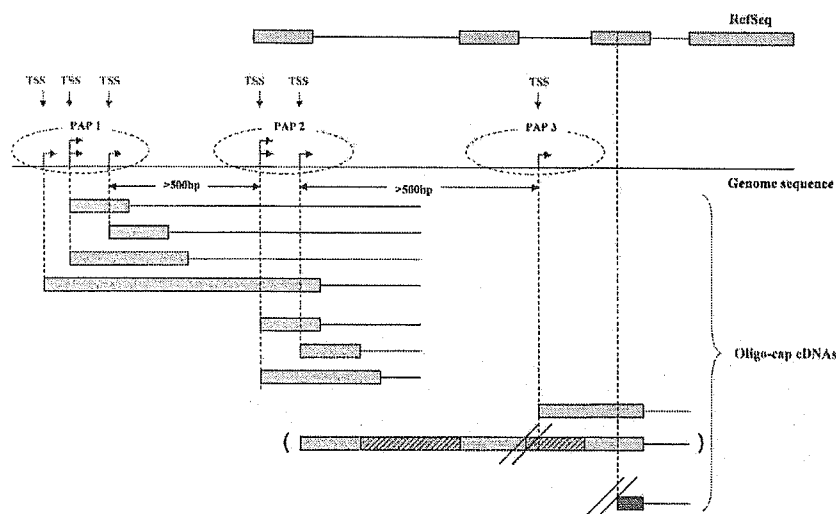 RefSeq
TSS TSS TSS TSS TSS TSS
PAP 1 PAP 2 PAP 3
>500bp >500bp
Genome sequence
Oligo-cap cDNAs
( )